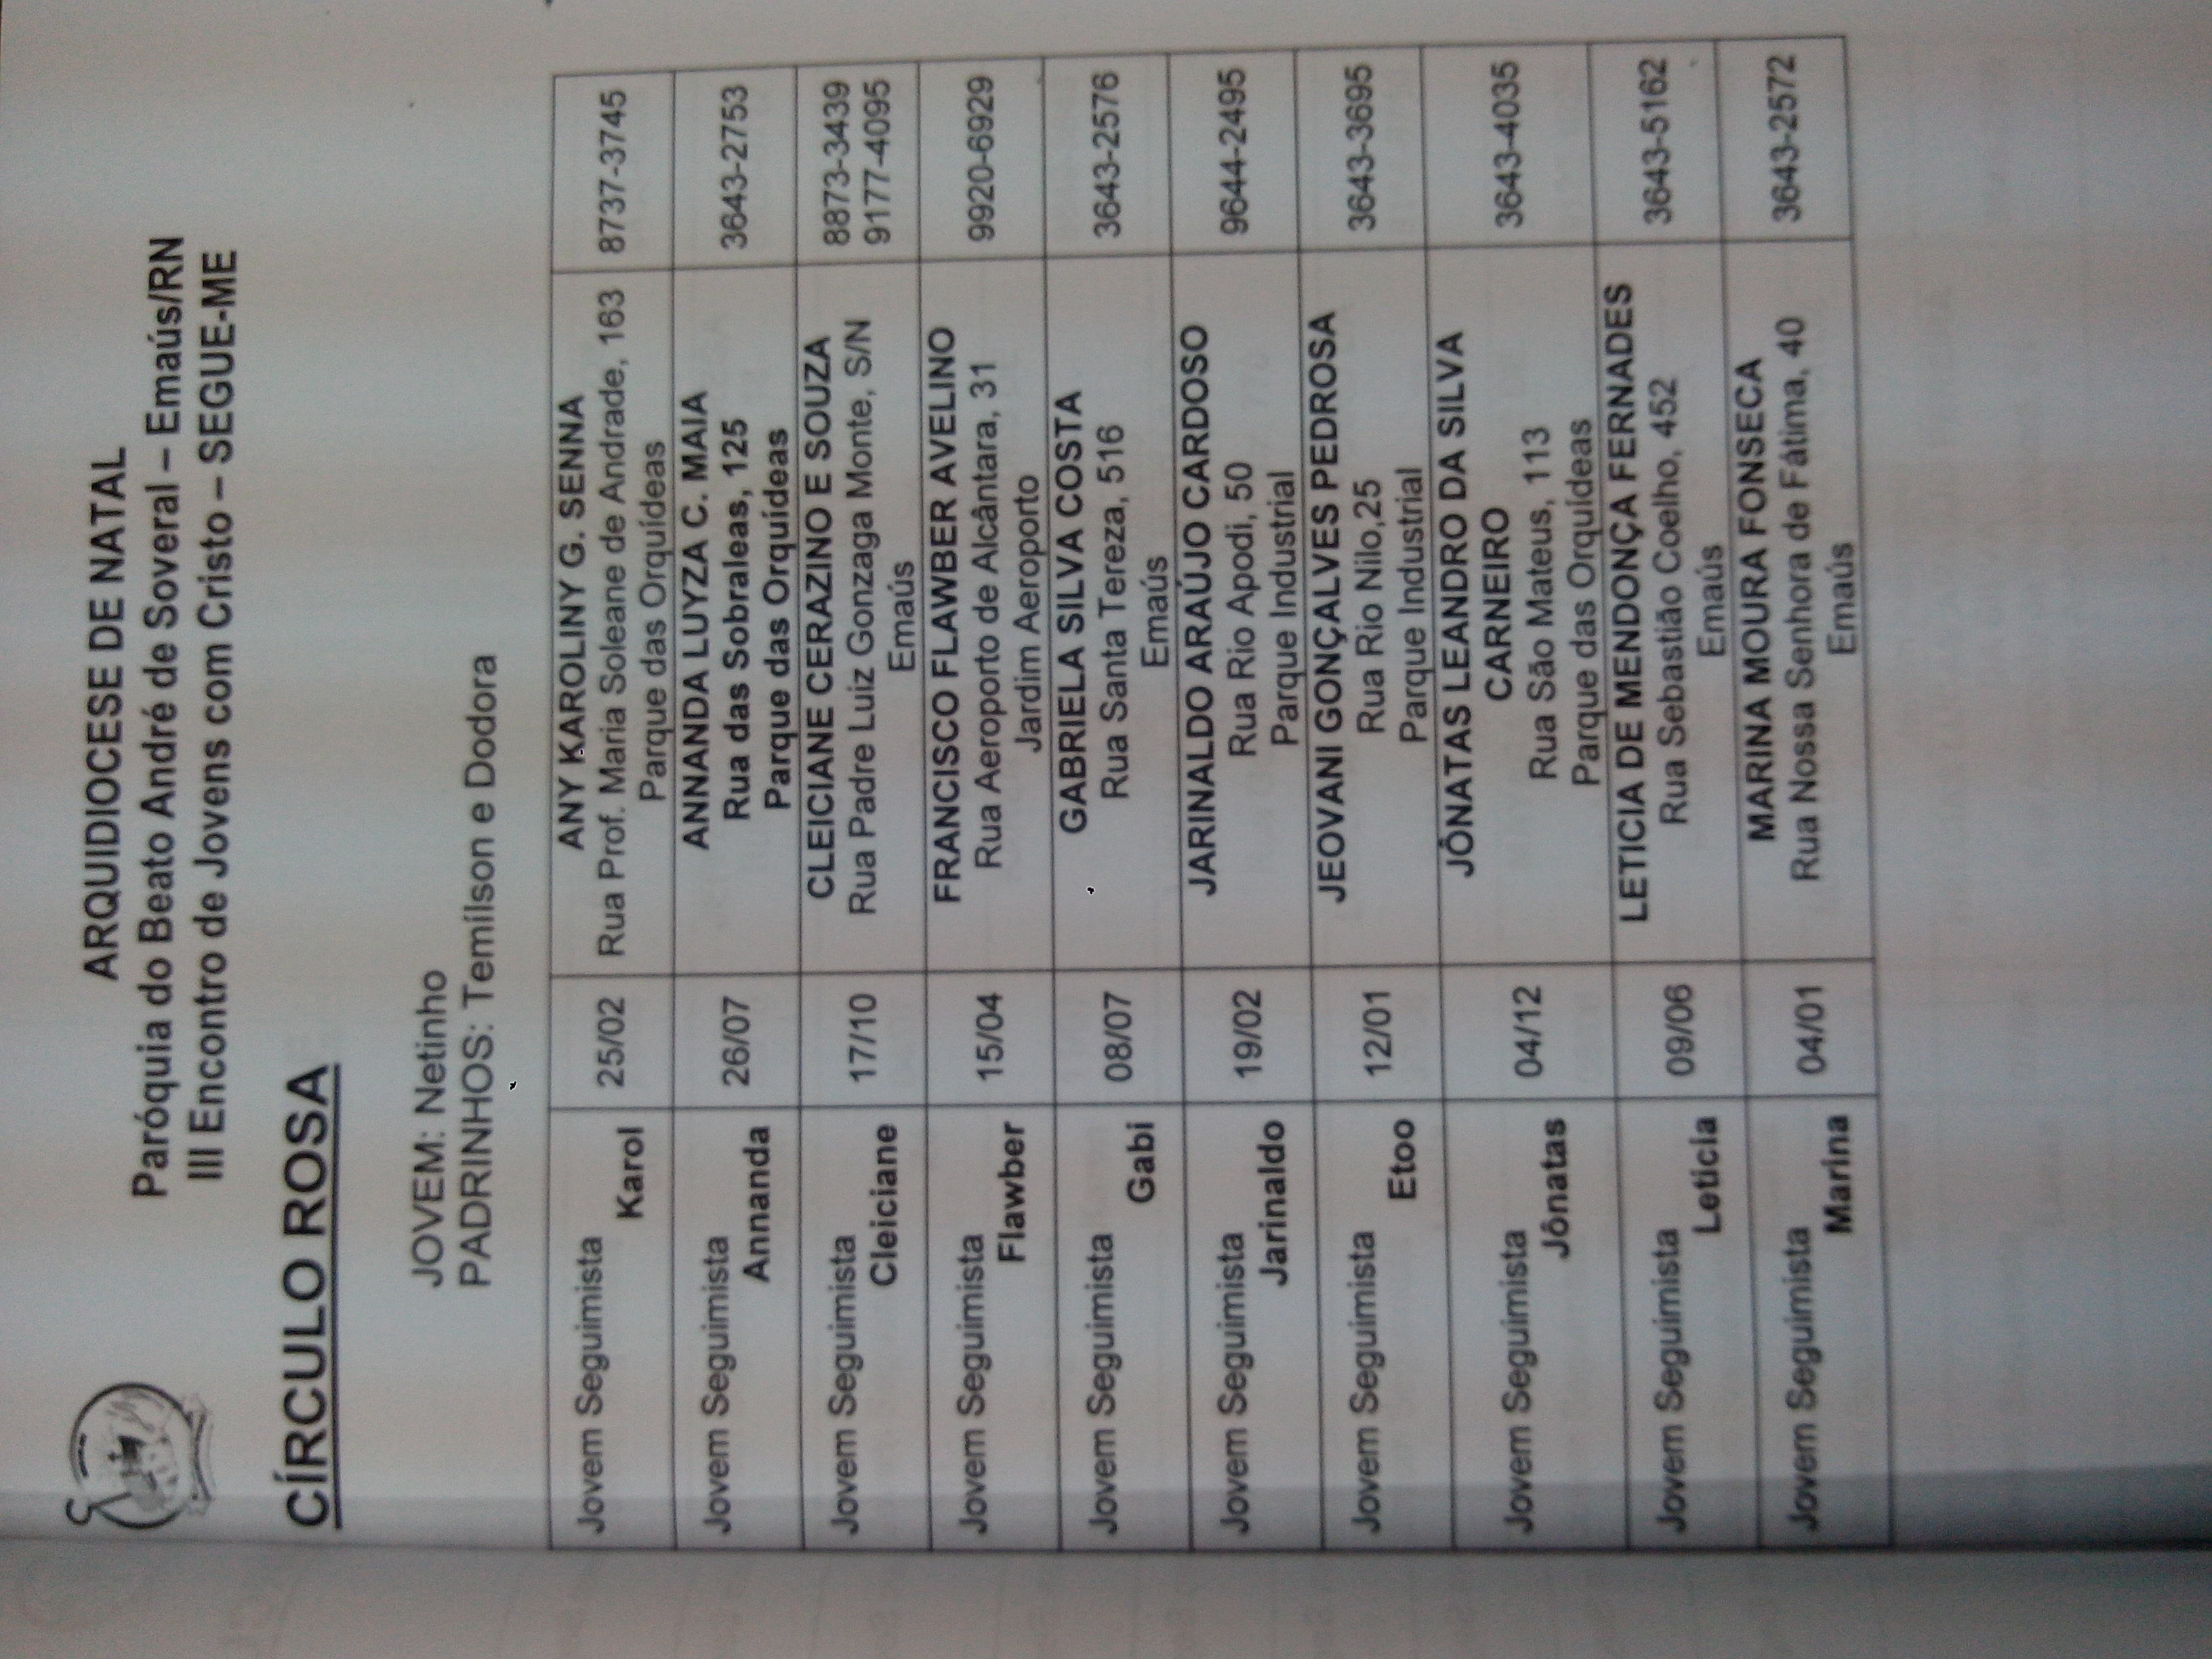 ARQUIDIOCESE DE NATAL
Paróquia do Beato André de Soveral – Emaús/RN
III Encontro de Jovens com Cristo – SEGUE-ME
CÍRCULO ROSA
JOVEM: Netinho
PADRINHOS: Temílson e Dodora
Jovem Seguimista
Karol
25/02
ANY KAROLINY G. SENNA
Rua Prof. Maria Soleane de Andrade, 163
Parque das Orquídeas
8737-3745
Jovem Seguimista
Annanda
26/07
ANNANDA LUYZA C. MAIA
Rua das Sobraleas, 125
Parque das Orquídeas
3643-2753
Jovem Seguimista
Cleiciane
17/10
CLEICIANE CERAZINO E SOUZA
Rua Padre Luiz Gonzaga Monte, S/N
Emaús
8873-3439
9177-4095
Jovem Seguimista
Flawber
15/04
FRANCISCO FLAWBER AVELINO
Rua Aeroporto de Alcântara, 31
Jardim Aeroporto
9920-6929
Jovem Seguimista
Gabi
08/07
GABRIELA SILVA COSTA
Rua Santa Tereza, 516
Emaús
3643-2576
Jovem Seguimista
Jarinaldo
19/02
JARINALDO ARAÚJO CARDOSO
Rua Rio Apodi, 50
Parque Industrial
9644-2495
Jovem Seguimista
Etoo
12/01
JEOVANI GONÇALVES PEDROSA
Rua Rio Nilo,25
Parque Industrial
3643-3695
Jovem Seguimista
Jônatas
04/12
JÔNATAS LEANDRO DA SILVA
CARNEIRO
Rua São Mateus, 113
Parque das Orquídeas
3643-4035
Jovem Seguimista
Leticia
09/06
LETICIA DE MENDONÇA FERNADES
Rua Sebastião Coelho, 452
Emaús
3643-5162
Jovem Seguimista
Marina
04/01
MARINA MOURA FONSECA
Rua Nossa Senhora de Fátima, 40
Emaús
3643-2572